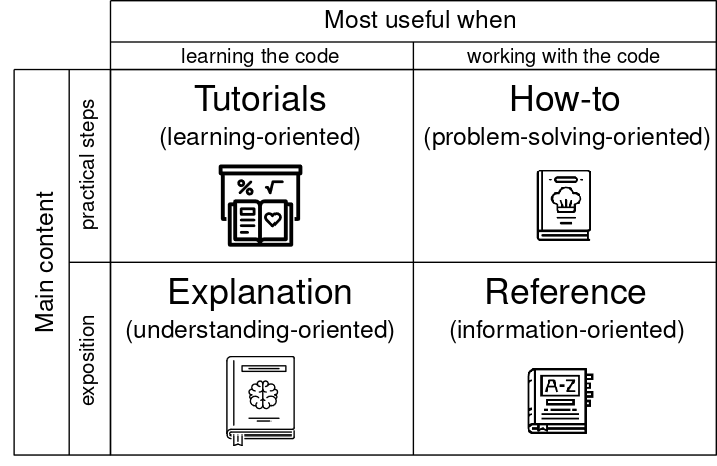 Most useful when
learning the code
working with the code
Main content
practical steps
Tutorials
(learning-oriented)
%
√
How-to
(problem-solving-oriented)
exposition
Explanation
(understanding-oriented)
Reference
(information-oriented)
A-Z